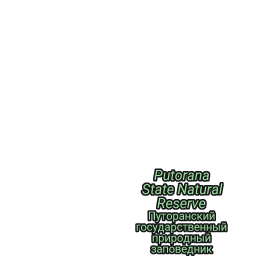 Putorana
State Natural
Reserve
Путоранский
государственный
природный
заповедник